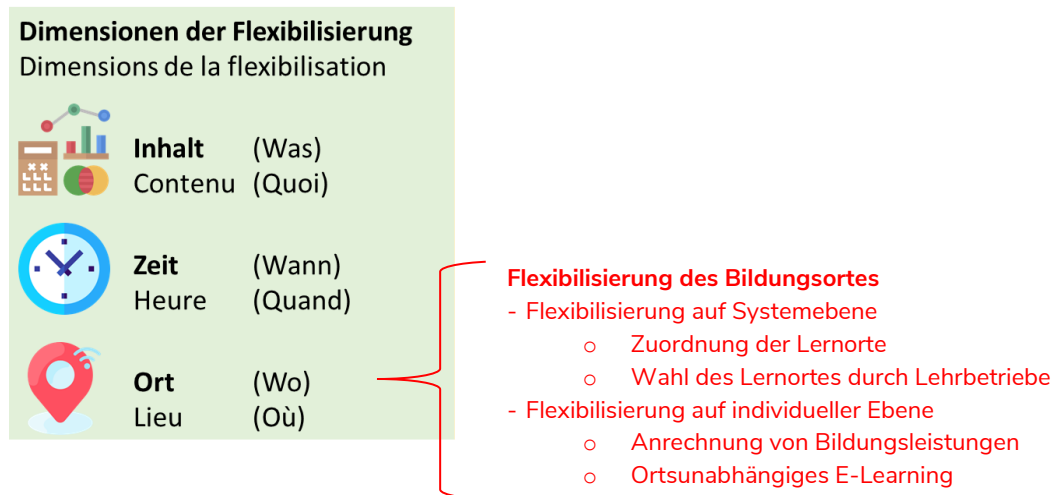 Dimensionen der Flexibilisierung
Dimensions de la flexibilisation
Inhalt (Was)
Contenu (Quoi)
Zeit (Wann)
Heure (Quand)
Ort (Wo)
Lieu (Où)
Flexibilisierung des Bildungsortes
- Flexibilisierung auf Systemebene
o Zuordnung der Lernorte
o Wahl des Lernortes durch Lehrbetriebe
- Flexibilisierung auf individueller Ebene
o Anrechnung von Bildungsleistungen
o Ortsunabhängiges E-Learning